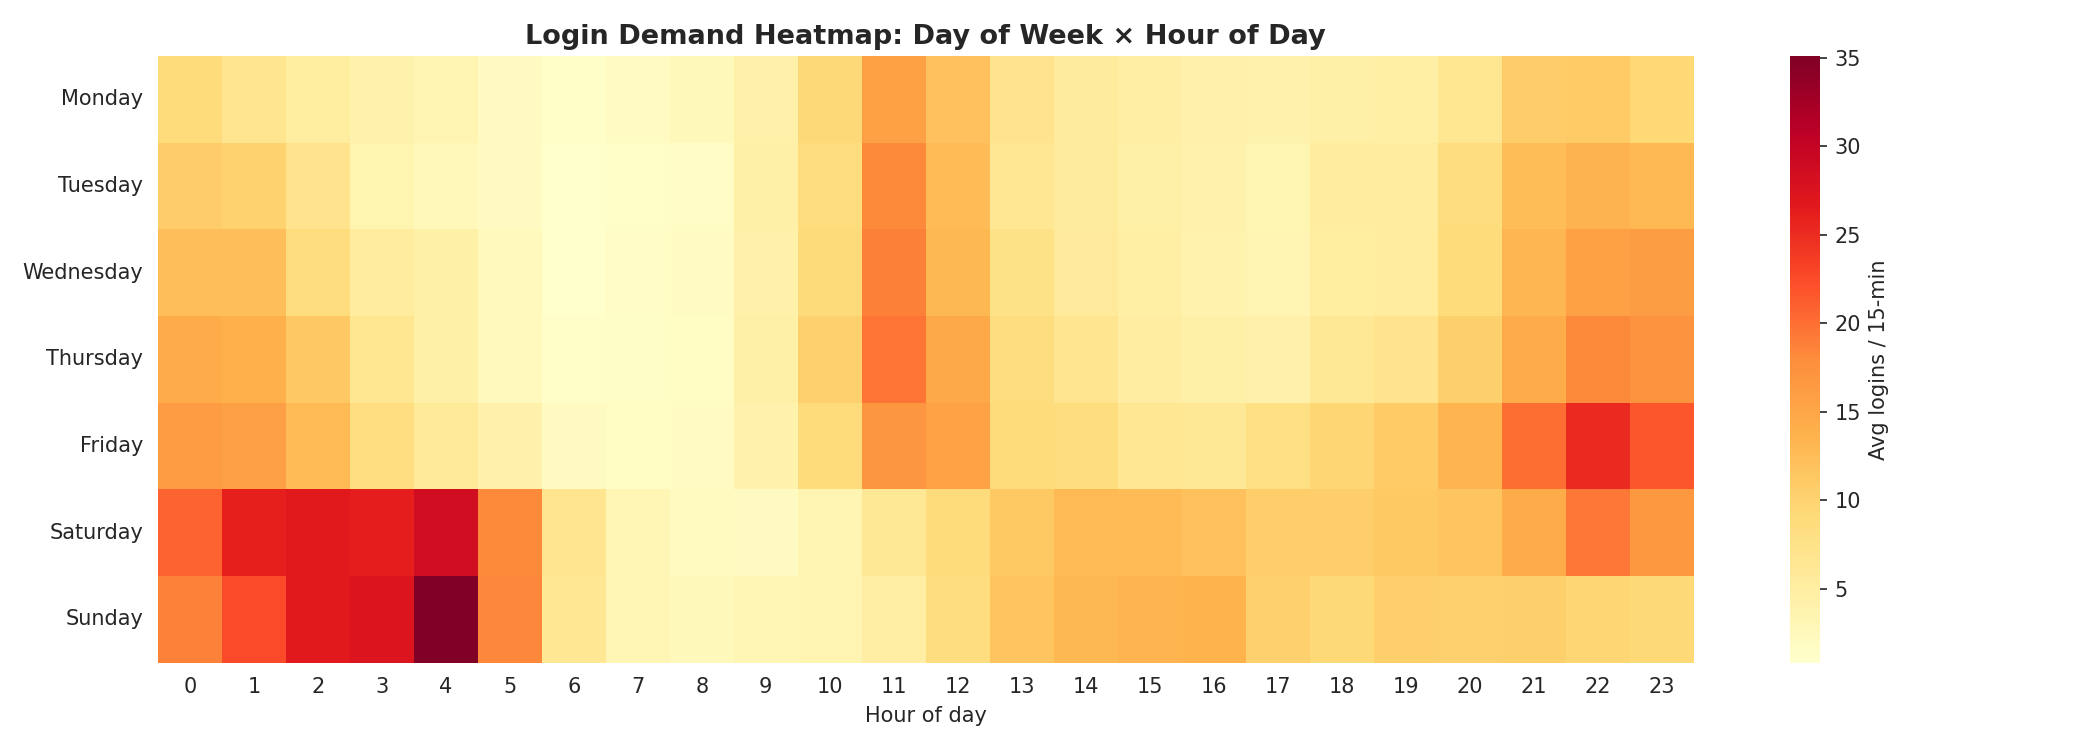 Login Demand Heatmap: Day of Week × Hour of Day
Monday
Tuesday
Wednesday
Thursday
Friday
Saturday
Sunday
0 1 2 3 4 5 6 7 8 9 10 11 12 13 14 15 16 17 18 19 20 21 22 23
Hour of day
35
30
25
20
15
10
5
Avg logins / 15-min